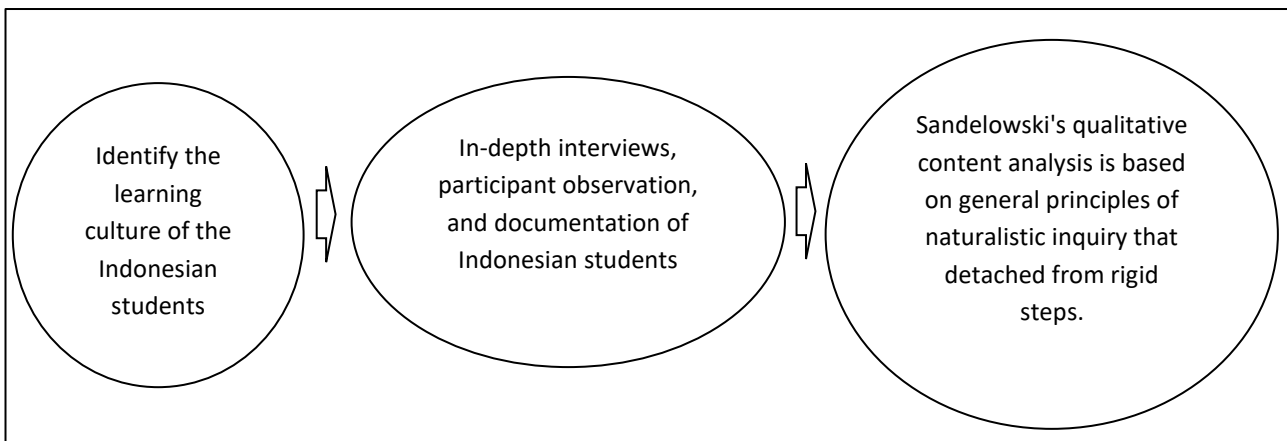 Identify the
learning
culture of the
Indonesian
students
In-depth interviews,
participant observation,
and documentation of
Indonesian students
Sandelowski's qualitative
content analysis is based
on general principles of
naturalistic inquiry that
detached from rigid
steps.